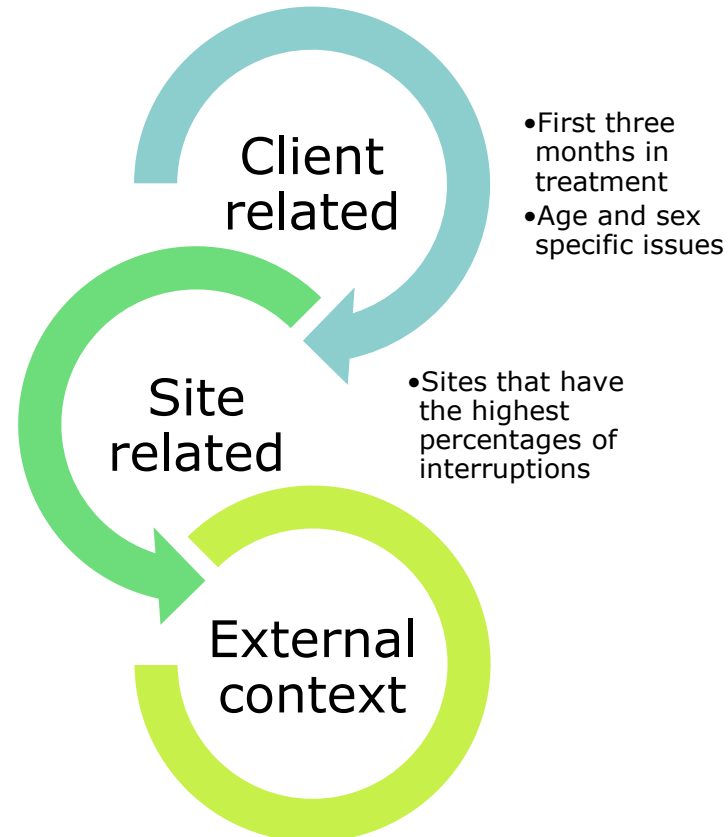 Client
related
•First three
months in
treatment
•Age and sex
specific issues
Site
related
•Sites that have
the highest
percentages of
interruptions
External
context